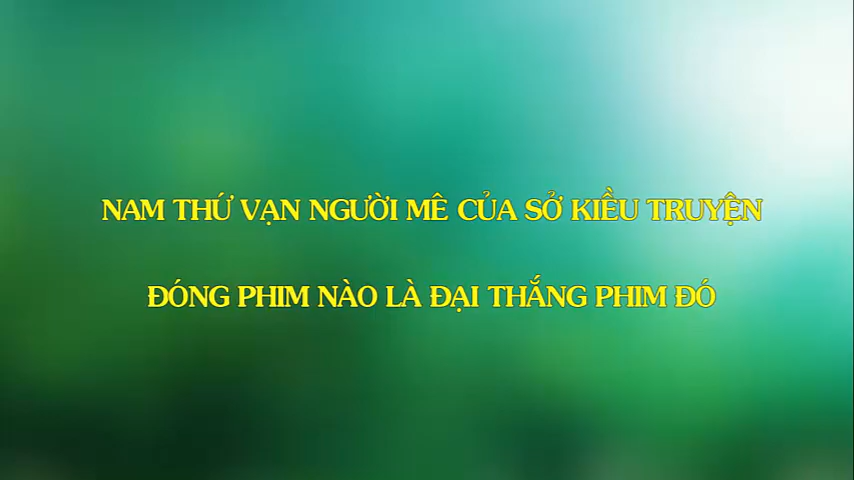 NAM THỨ VẠN NGƯỜI MÊ CỦA SỞ KIỀU TRUYỆN
ĐÓNG PHIM NÀO LÀ ĐẠI THẮNG PHIM ĐÓ